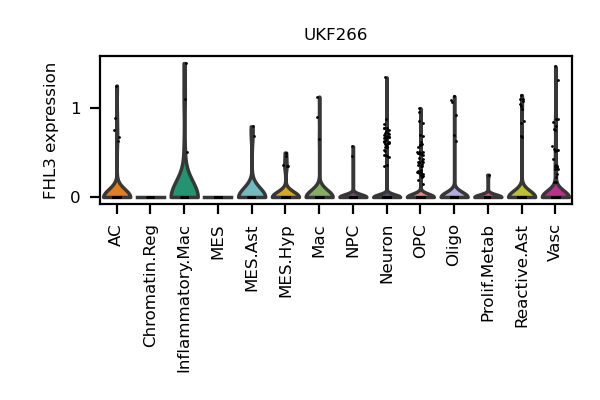 UKF266
FHL3 expression
1
0
AC
Chromatin.Reg
Inflammatory.Mac
MES
MES.Ast
MES.Hyp
Mac
NPC
Neuron
OPC
Oligo
Prolif.Metab
Reactive.Ast
Vasc